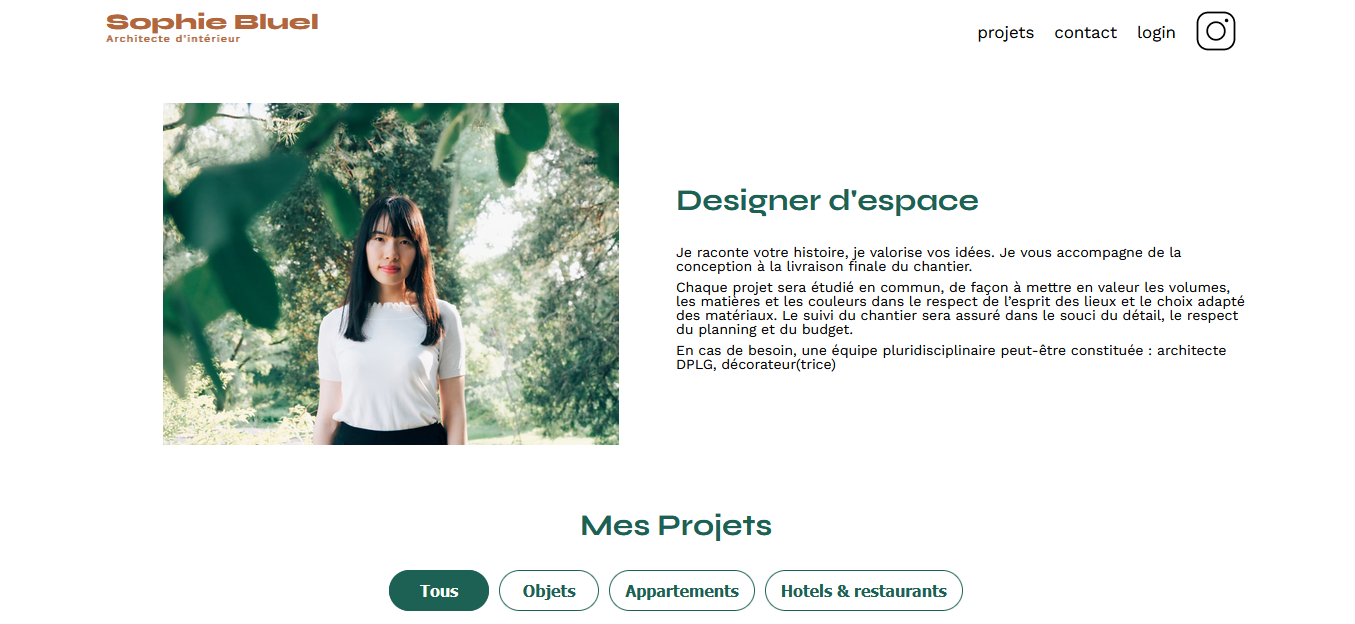 Sophie Bluel
Architecte d'intérieur
projets contact login
Designer d'espace
Je raconte votre histoire, je valorise vos idées. Je vous accompagne de la
conception à la livraison finale du chantier.
Chaque projet sera étudié en commun, de façon à mettre en valeur les volumes,
les matières et les couleurs dans le respect de l’esprit des lieux et le choix adapté
des matériaux. Le suivi du chantier sera assuré dans le souci du détail, le respect
du planning et du budget.
En cas de besoin, une équipe pluridisciplinaire peut-être constituée : architecte
DPLG, décorateur(trice)
Mes Projets
Tous Objets Appartements Hotels & restaurants